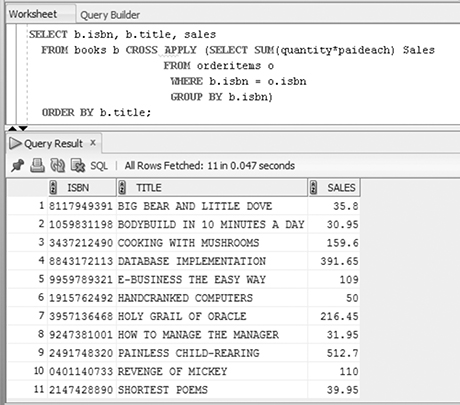 Worksheet Query Builder
SELECT b.isbn, b.title, sales
FROM books b CROSS APPLY (SELECT SUM(quantity*paideach) Sales
FROM orderitems o
WHERE b.isbn = o.isbn
GROUP BY b.isbn)
ORDER BY b.title;
Query Result x
SQL | All Rows Fetched: 11 in 0.047 seconds
ISBN TITLE SALES
1 8117949391 BIG BEAR AND LITTLE DOVE 35.8
2 1059831198 BODYBUILD IN 10 MINUTES A DAY 30.95
3 3437212490 COOKING WITH MUSHROOMS 159.6
4 8843172113 DATABASE IMPLEMENTATION 391.65
5 9959789321 E-BUSINESS THE EASY WAY 109
6 1915762492 HANDCRANKED COMPUTERS 50
7 3957136468 HOLY GRAIL OF ORACLE 216.45
8 9247381001 HOW TO MANAGE THE MANAGER 31.95
9 2491748320 PAINLESS CHILD-REARING 512.7
10 0401140733 REVENGE OF MICKEY 110
11 2147428890 SHORTEST POEMS 39.95